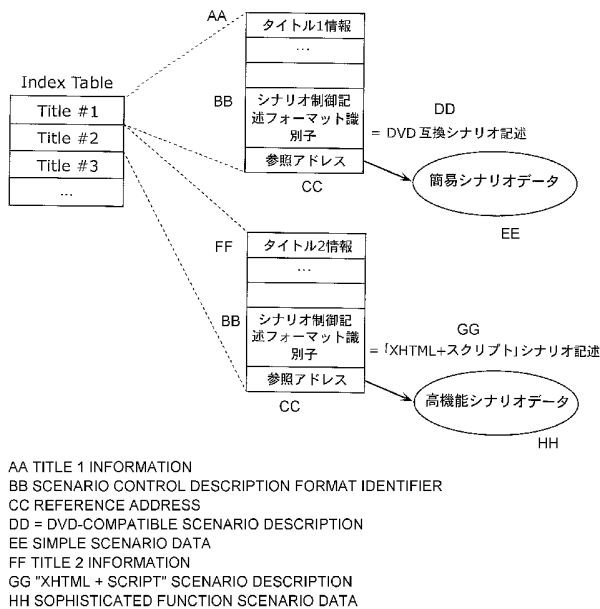 AA
タイトル1情報
…
Index Table
Title #1
Title #2
Title #3
…
BB
シナリオ制御記
述フォーマット識
別子
DD
= DVD互換シナリオ記述
参照アドレス
CC
簡易シナリオデータ
EE
FF
タイトル2情報
…
BB
シナリオ制御記
述フォーマット識
別子
GG
=「XHTML+スクリプト」シナリオ記述
参照アドレス
CC
高機能シナリオデータ
HH
AA TITLE 1 INFORMATION
BB SCENARIO CONTROL DESCRIPTION FORMAT IDENTIFIER
CC REFERENCE ADDRESS
DD = DVD-COMPATIBLE SCENARIO DESCRIPTION
EE SIMPLE SCENARIO DATA
FF TITLE 2 INFORMATION
GG "XHTML + SCRIPT" SCENARIO DESCRIPTION
HH SOPHISTICATED FUNCTION SCENARIO DATA